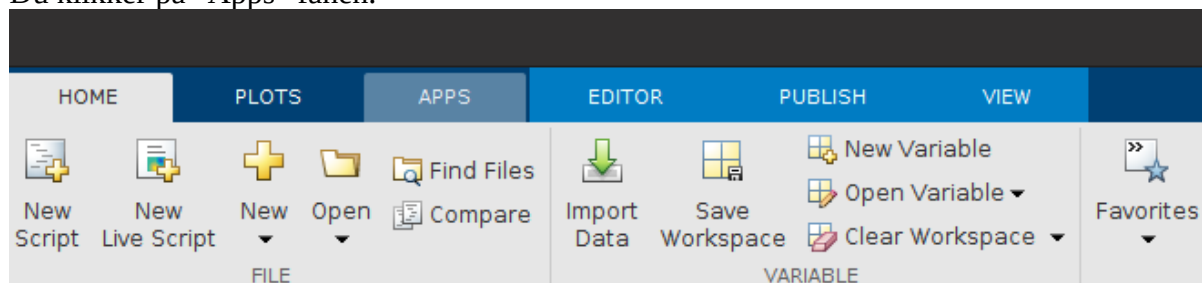 Du klikker på "Apps" fanen.
HOME PLOTS APPS EDITOR PUBLISH VIEW
New Script
New Live Script
New
Open
Find Files
Compare
FILE
Import Data
Save Workspace
New Variable
Open Variable
Clear Workspace
VARIABLE
Favorites